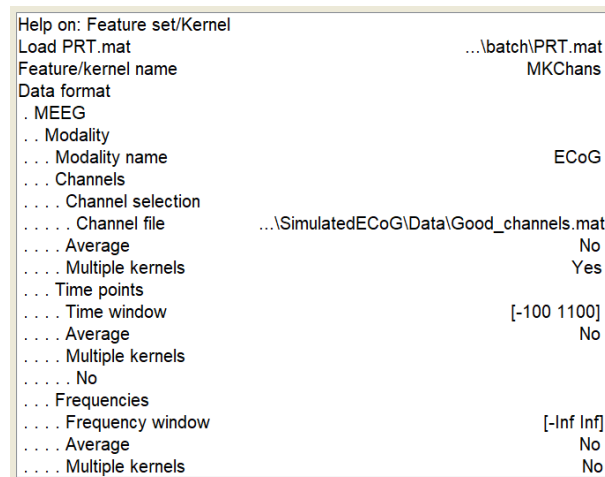 Help on: Feature set/Kernel
Load PRT.mat ...\batch\PRT.mat
Feature/kernel name MKChans
Data format
. MEEG
. . Modality
. . . Modality name ECoG
. . . Channels
. . . . Channel selection
. . . . . Channel file ...\SimulatedECoG\Data\Good_channels.mat
. . . . Average No
. . . . Multiple kernels Yes
. . . Time points
. . . . Time window [-100 1100]
. . . . Average No
. . . . Multiple kernels
. . . . . No
. . . Frequencies
. . . . Frequency window [-Inf Inf]
. . . . Average No
. . . . Multiple kernels No